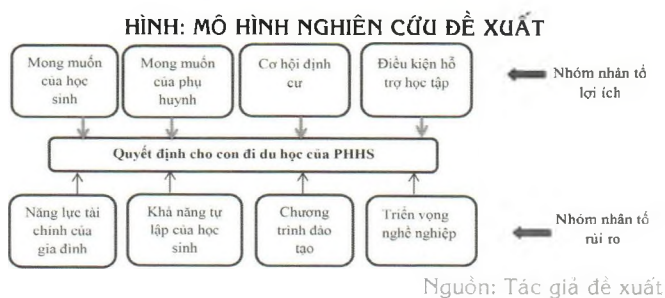 HÌNH: MÔ HÌNH NGHIÊN CỨU ĐỀ XUẤT
Mong muốn
của học
sinh
Mong muốn
của phụ
huynh
Cơ hội định
cư
Điều kiện hỗ
trợ học tập
Nhóm nhân tố
lợi ích
Quyết định cho con đi du học của PHHS
Năng lực tài
chính của
gia đình
Khả năng tự
lập của học
sinh
Chương
trình đào
tạo
Triển vọng
nghề nghiệp
Nhóm nhân tố
rủi ro
Nguồn: Tác giả đề xuất